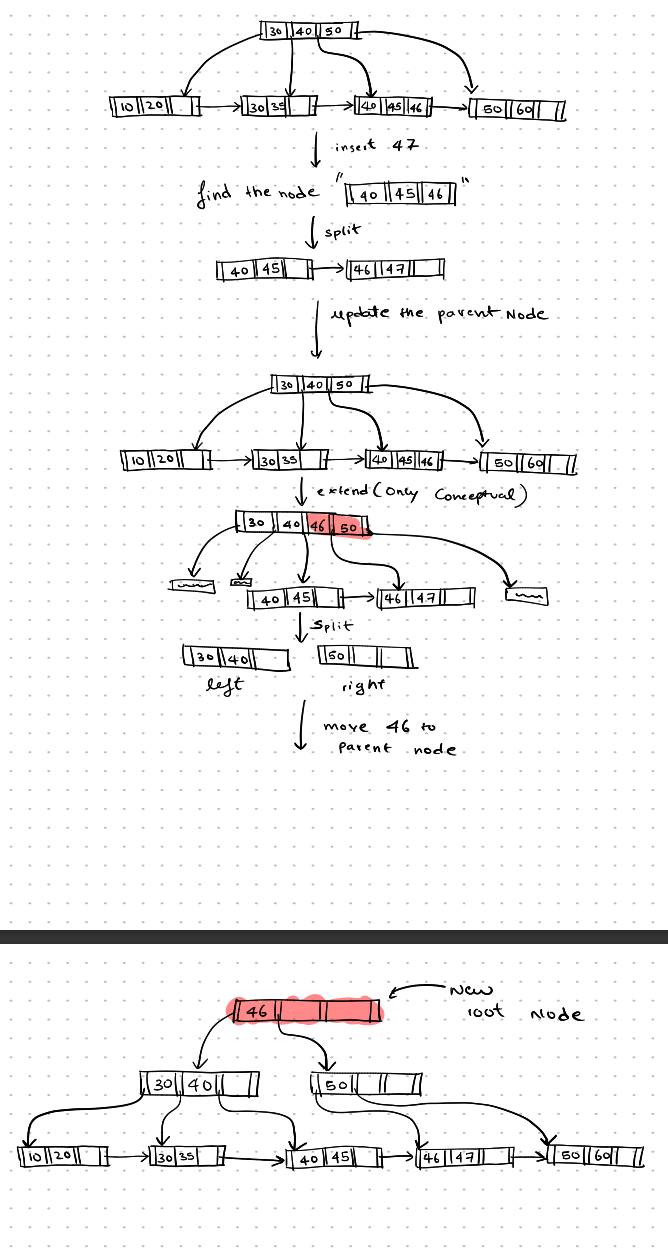 30 40 50
10 20 30 35 40 45 46 50 60
insert 47
find the node " 40 45 46 "
split
40 45 46 47
update the parent Node
30 40 50
10 20 30 35 40 45 46 50 60
extend (Only Conceptual)
30 40 46 50
40 45 46 47
Split
30 40 50
left right
move 46 to
parent node
New
46 root Node
30 40 50
10 20 30 35 40 45 46 47 50 60